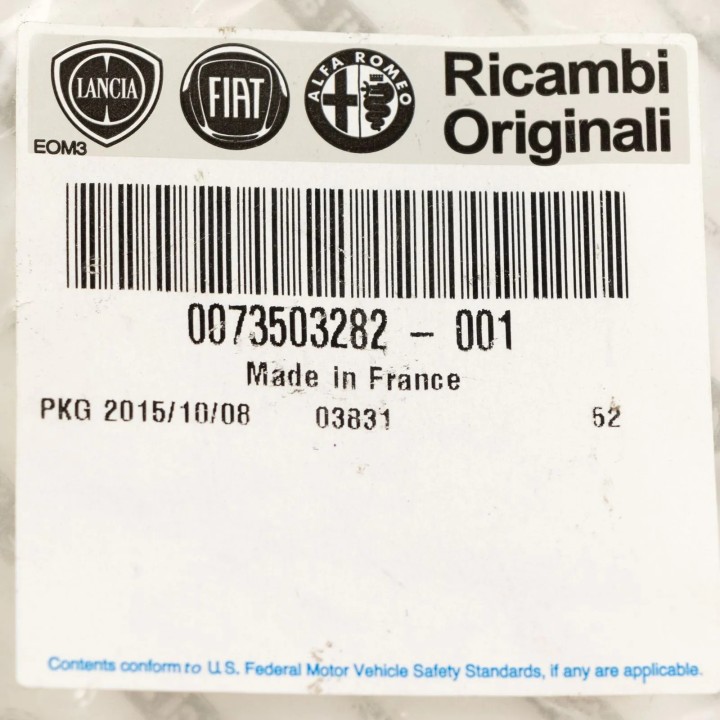 LANCIA FIAT ALFA ROMEO Ricambi
Originali
EOM3
0073503282 - 001
Made in France
PKG 2015/10/08 03831 52
Contents conform to U.S. Federal Motor Vehicle Safety Standards, if any are applicable.